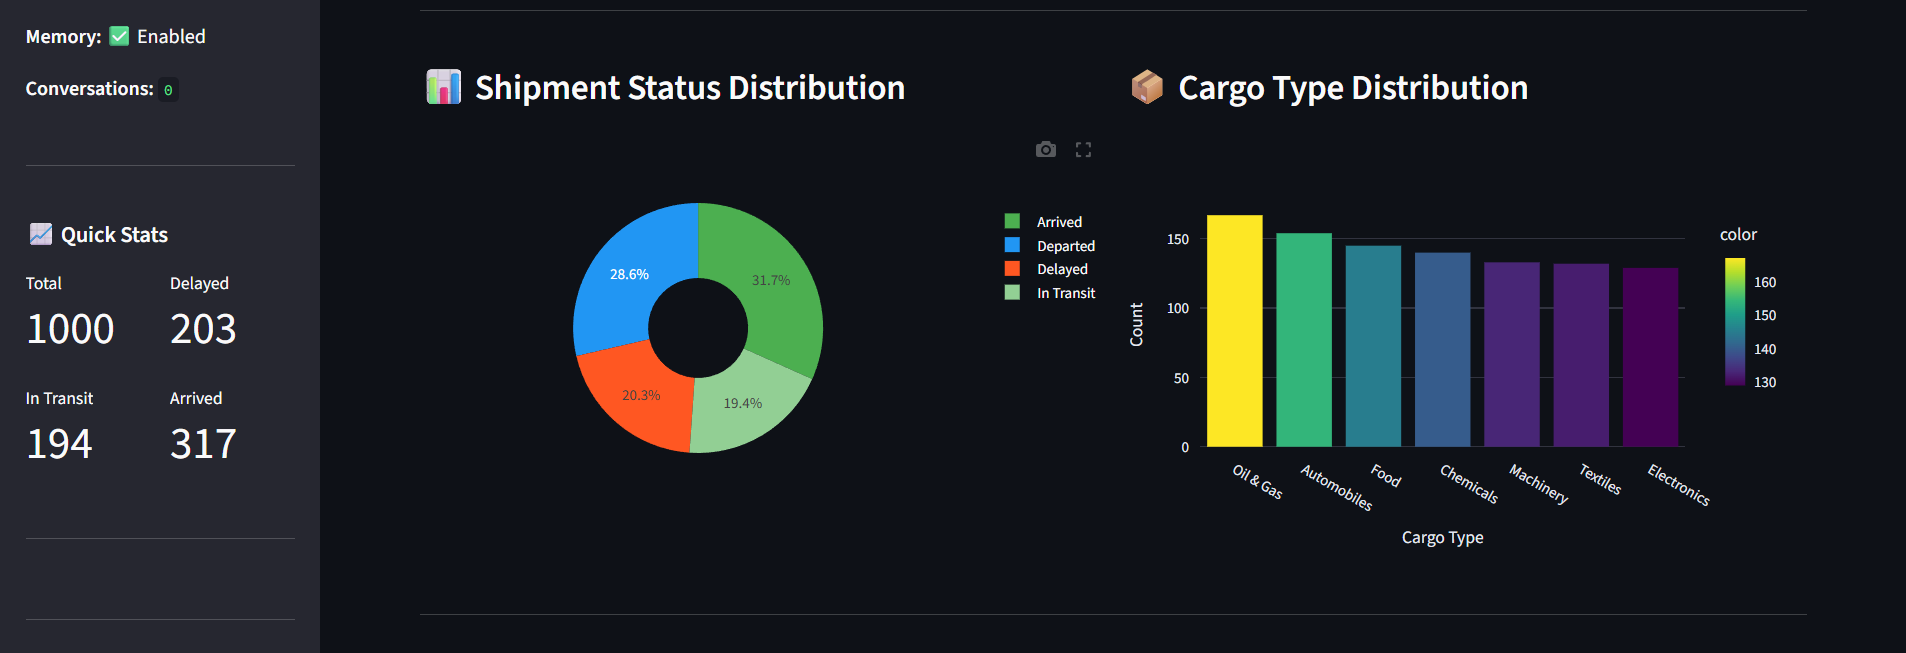 Memory: ✅ Enabled
Conversations: 0
📈 Quick Stats
Total
Delayed
1000
203
In Transit
Arrived
194
317
📊 Shipment Status Distribution
31.7%
28.6%
20.3%
19.4%
Arrived
Departed
Delayed
In Transit
📦 Cargo Type Distribution
Count
150
100
50
0
Oil & Gas
Automobiles
Food
Chemicals
Machinery
Textiles
Electronics
Cargo Type
color
160
150
140
130